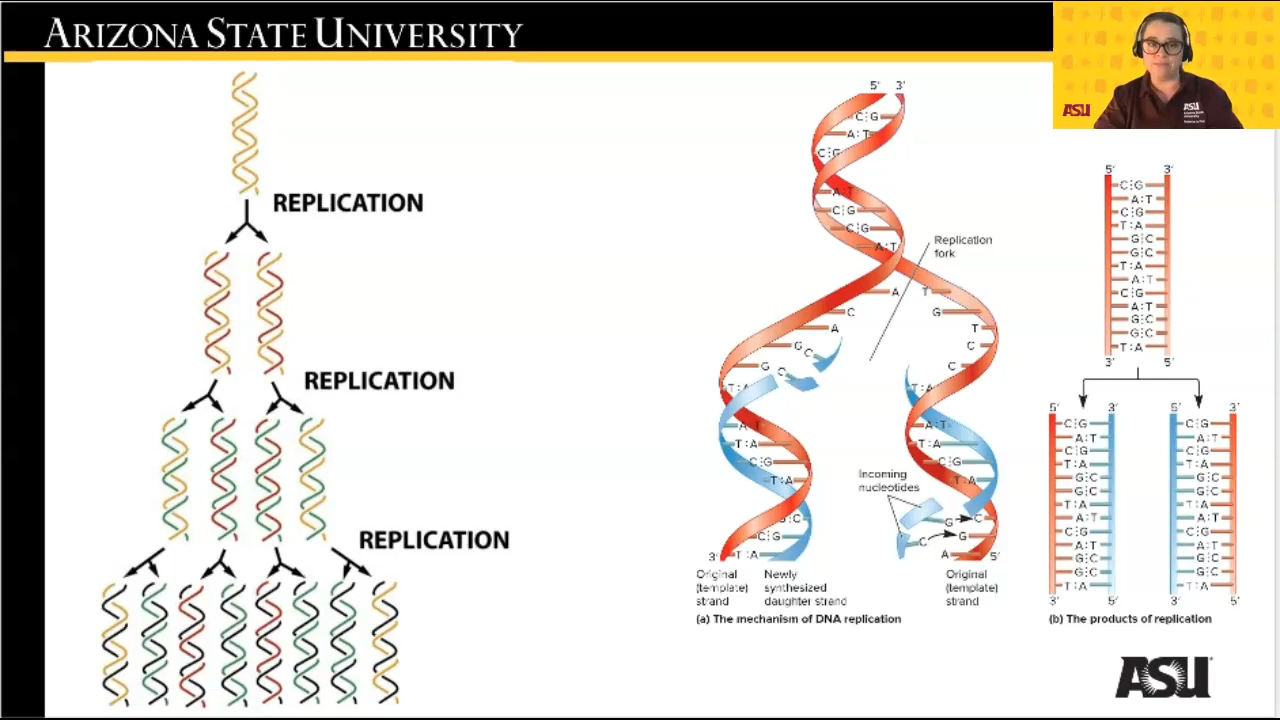 ARIZONA STATE UNIVERSITY
ASU
ASU
REPLICATION
REPLICATION
REPLICATION
5' 3'
C G
A:T
C G
A T
C G
C G
A:T
Replication
fork
A T
C G
A T
G C
C
G C
C
T:A T:A
A T A T
T:A T:A
C G C G
T:A T A
Incoming
nucleotides
G C
G C
C G
C G
T:A
A
3' 5'
Original
(template)
strand
Newly
synthesized
daughter strand
Original
(template)
strand
(a) The mechanism of DNA replication
5' 3'
C G
A:T
C G
T:A
G C
G C
T:A
A:T
C G
A:T
G C
G C
T:A
3' 5'
5' 3' 5' 3'
C G C G
A:T A:T
C G C G
T:A T:A
G C G C
G C G C
T:A T:A
A:T A:T
C G C G
A:T A:T
G C G C
G C G C
T:A T:A
3' 5' 3' 5'
(b) The products of replication
ASU